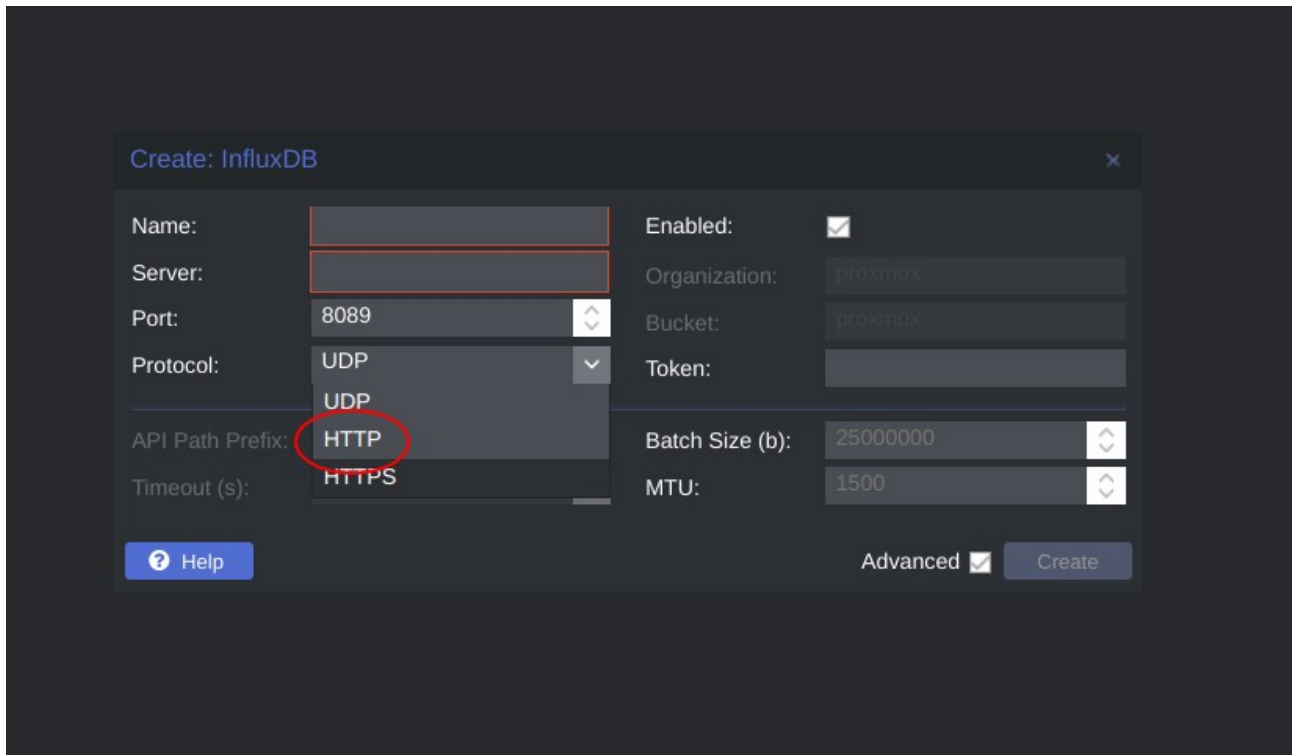 Create: InfluxDB
Name:
Enabled:
Server:
Organization: proxmox
Port: 8089
Bucket: proxmox
Protocol: UDP
Token:
UDP
API Path Prefix:
HTTP
Batch Size (b): 25000000
Timeout (s):
HTTPS
MTU: 1500
Help
Advanced
Create